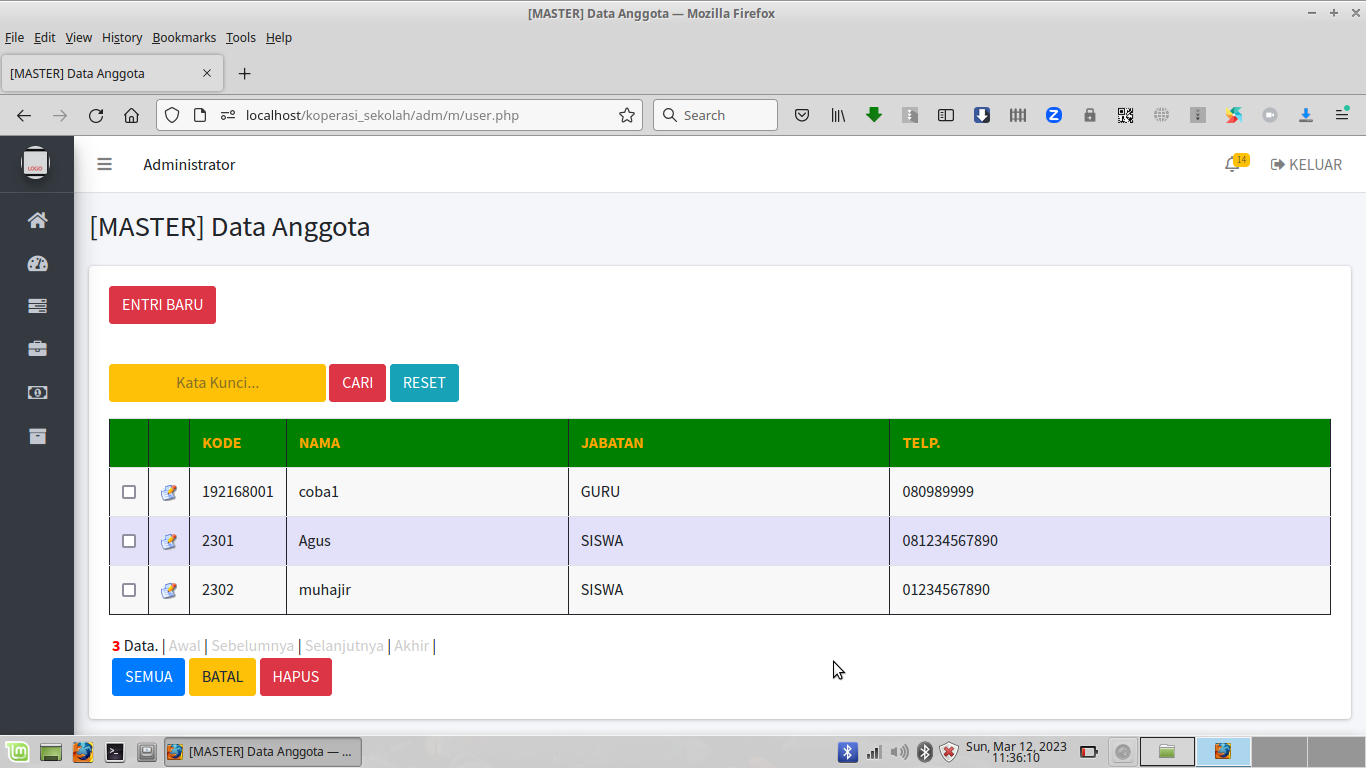 [MASTER] Data Anggota — Mozilla Firefox
File Edit View History Bookmarks Tools Help
[MASTER] Data Anggota
localhost/koperasi_sekolah/adm/m/user.php
Search
Z
LOGO
Administrator
14
KELUAR
[MASTER] Data Anggota
ENTRI BARU
Kata Kunci... CARI RESET
KODE NAMA JABATAN TELP.
192168001 coba1 GURU 080989999
2301 Agus SISWA 081234567890
2302 muhajir SISWA 01234567890
3 Data. | Awal | Sebelumnya | Selanjutnya | Akhir |
SEMUA BATAL HAPUS
[MASTER] Data Anggota — ...
Sun, Mar 12, 2023
11:36:10